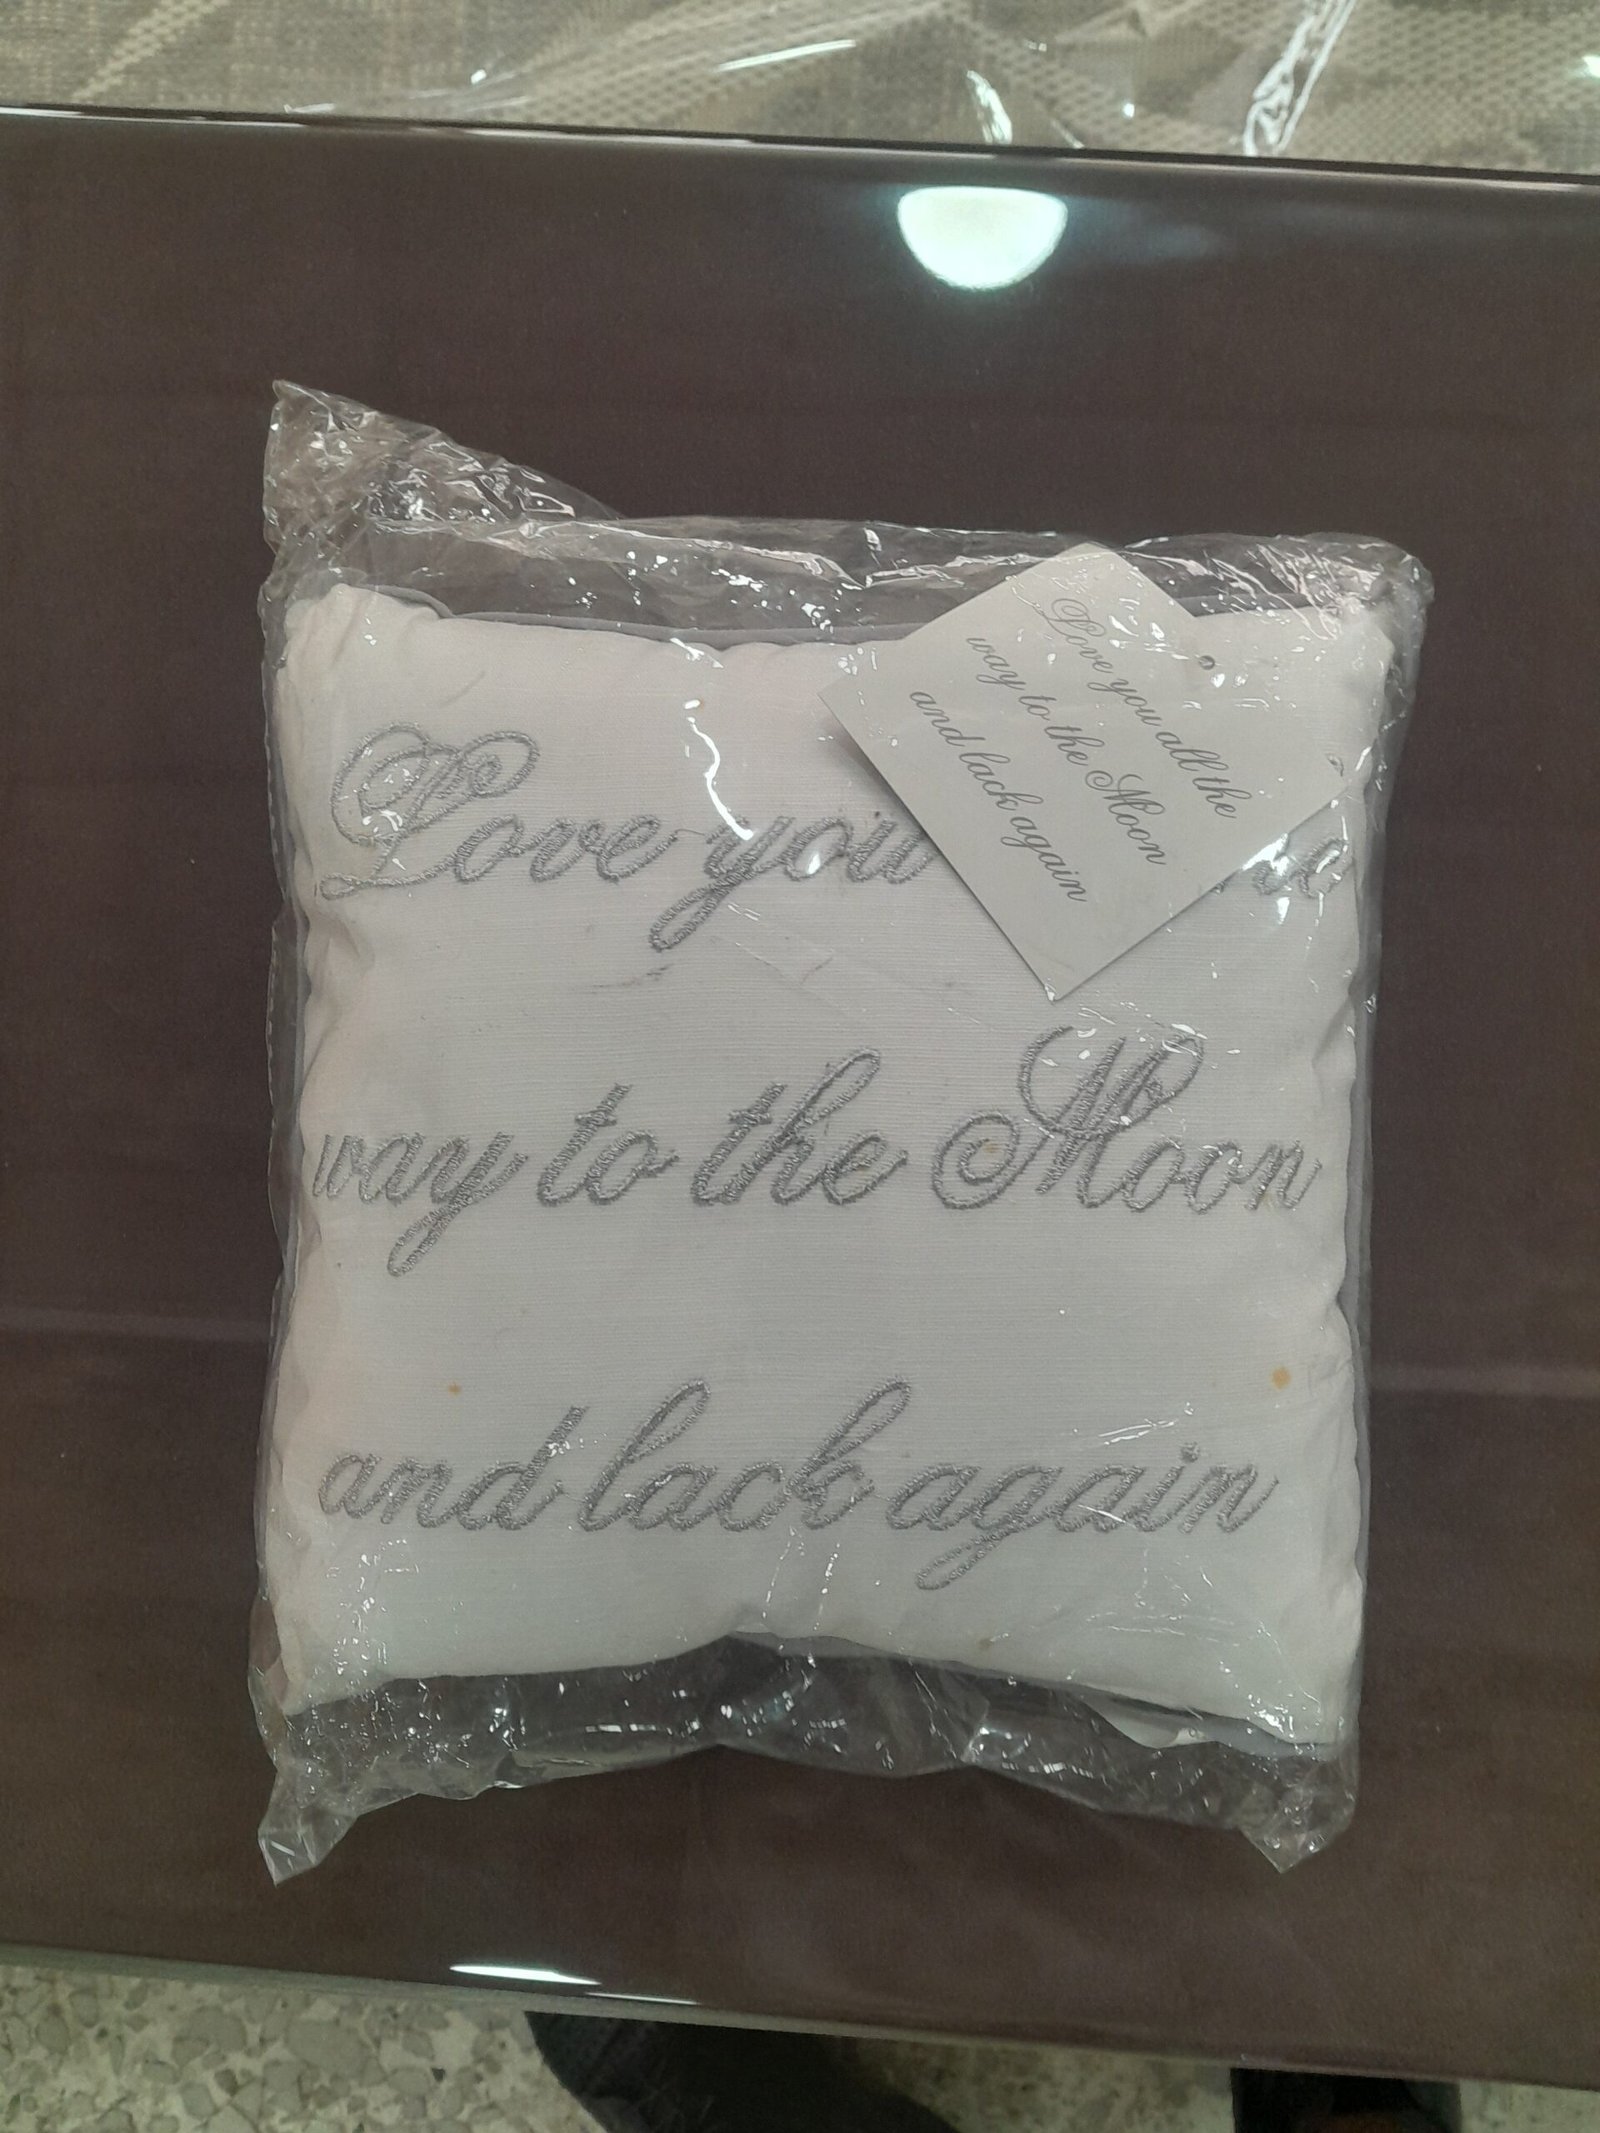 Love you all the
way to the Moon
and lack again
Love you
way to the Moon
and lack again